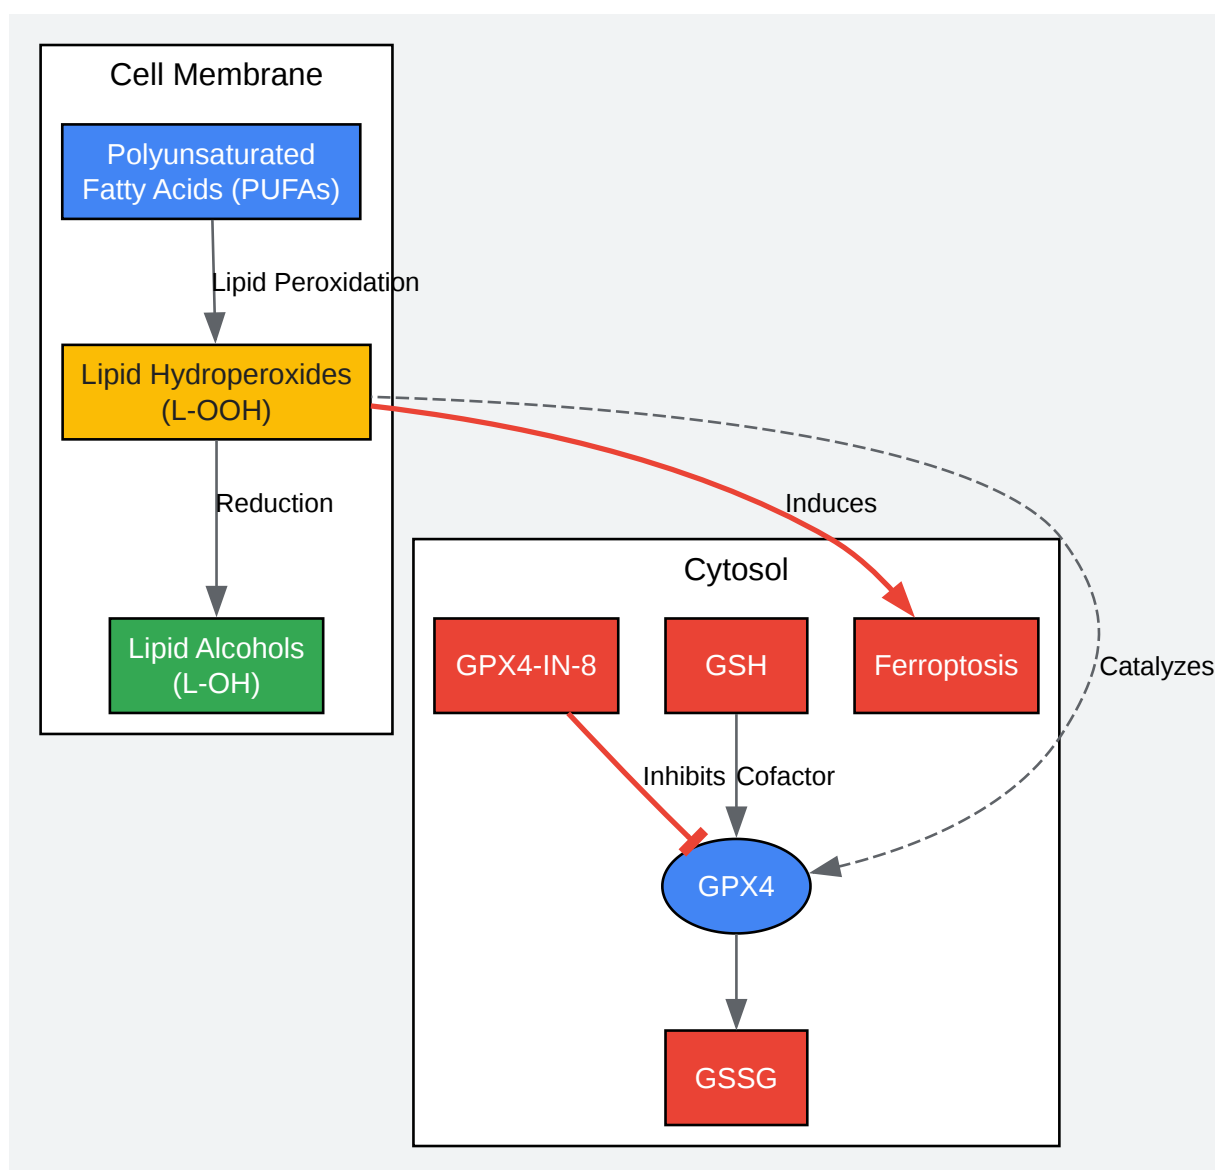 Cell Membrane
Polyunsaturated
Fatty Acids (PUFAs)
Lipid Peroxidation
Lipid Hydroperoxides
(L-OOH)
Reduction
Induces
Lipid Alcohols
(L-OH)
Cytosol
GPX4-IN-8
GSH
Ferroptosis
Catalyzes
Inhibits
Cofactor
GPX4
GSSG